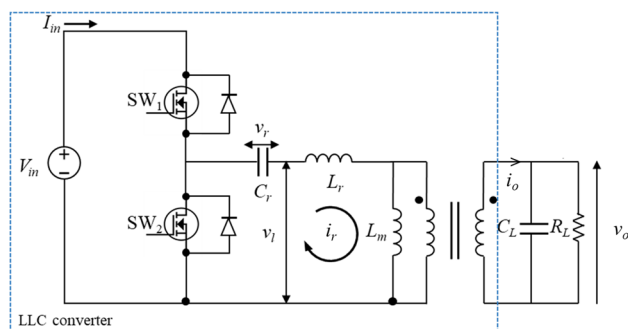 I_in
SW_1
v_r
V_in
C_r
L_r
i_o
SW_2
v_l
i_r
L_m
C_L
R_L
v_o
LLC converter